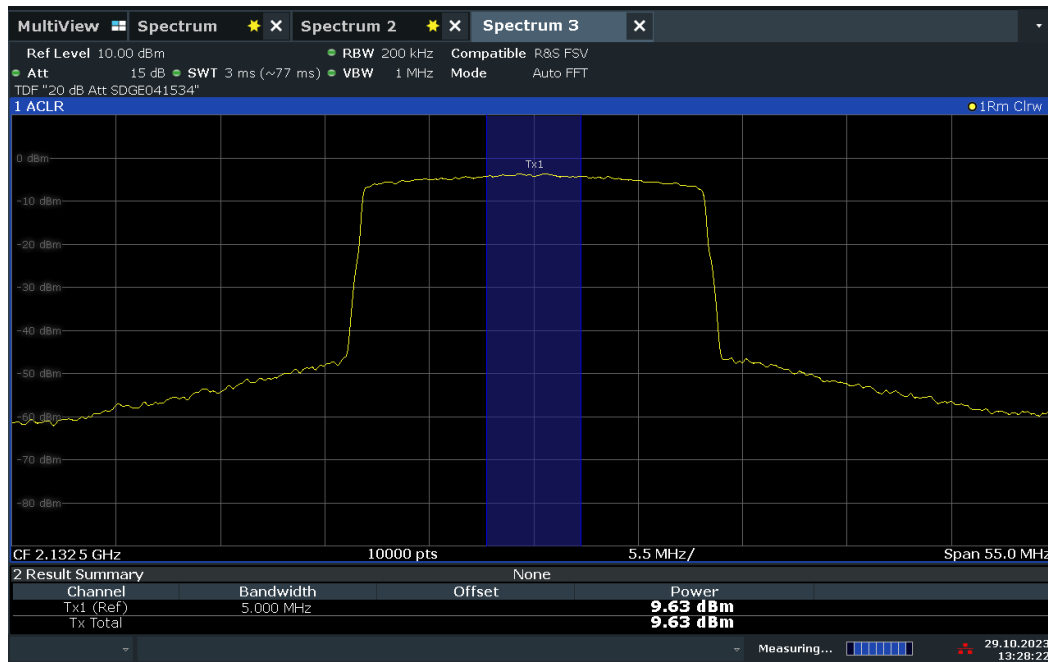 MultiView Spectrum Spectrum 2 Spectrum 3
Ref Level 10.00 dBm RBW 200 kHz Compatible R&S FSV
Att 15 dB SWT 3 ms (~77 ms) VBW 1 MHz Mode Auto FFT
TDF "20 dB Att SDGE041534"
1 ACLR 1Rm Clrw
0 dBm
Tx1
-10 dBm
-20 dBm
-30 dBm
-40 dBm
-50 dBm
-60 dBm
-70 dBm
-80 dBm
CF 2.1325 GHz 10000 pts 5.5 MHz/ Span 55.0 MHz
2 Result Summary None
Channel Bandwidth Offset Power
Tx1 (Ref) 5.000 MHz 9.63 dBm
Tx Total 9.63 dBm
Measuring... 29.10.2023
13:28:22